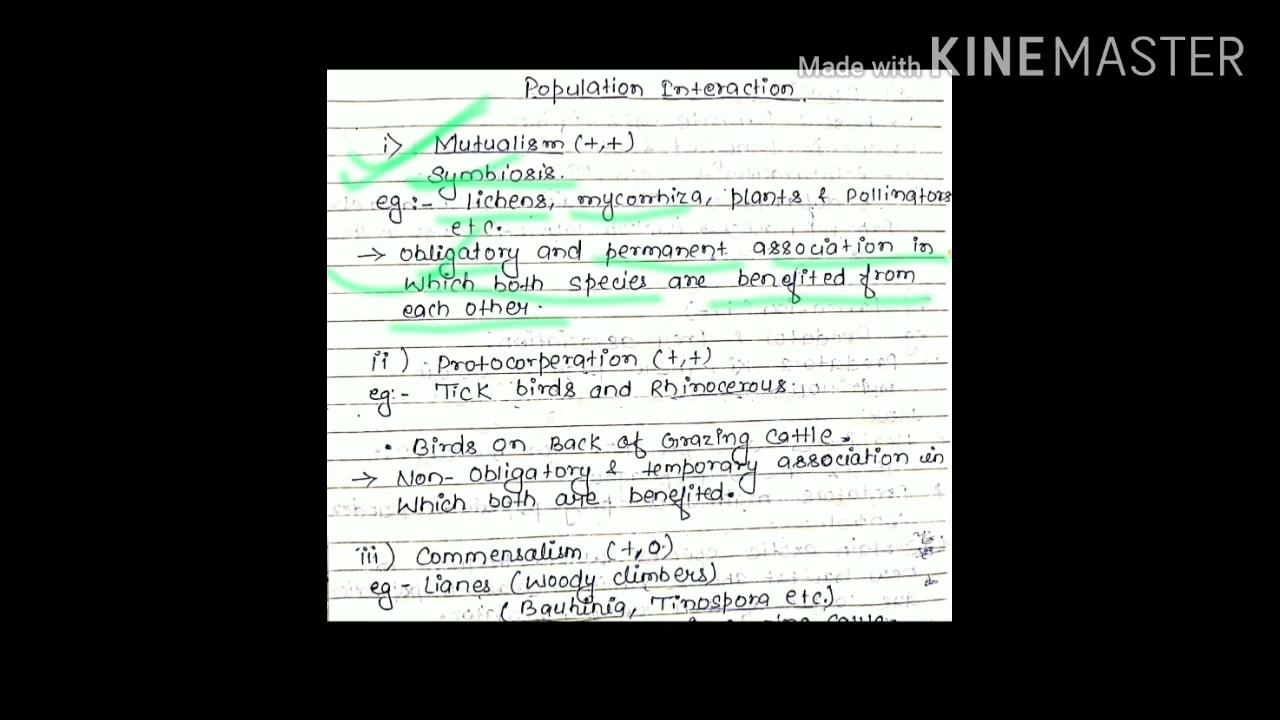 Made with KINEMASTER
Population Interaction
i) Mutualism (+,+)
Symbiosis.
eg:- lichens, mycorrhiza, plants & pollinators
etc.
→ obligatory and permanent association in
which both species are benefited from
each other.
ii) Protocorperation (+,+)
eg:- Tick birds and Rhinocerous.
• Birds on Back of Grazing cattle.
→ Non-obligatory & temporary association in
which both are benefited.
iii) Commensalism (+,0)
eg- Lianes (woody climbers)
(Bauhinia, Tinospora etc.)